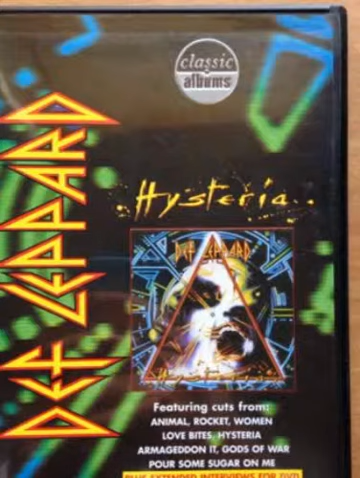 classic
albums
DEF LEPPARD
Hysteria
DEF LEPPARD
Featuring cuts from:
ANIMAL, ROCKET, WOMEN
LOVE BITES, HYSTERIA
ARMAGEDDON IT, GODS OF WAR
POUR SOME SUGAR ON ME
PLUS EXTENDED INTERVIEWS FOR DVD